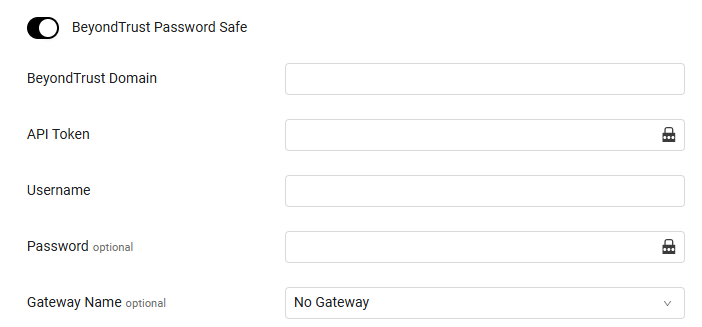 BeyondTrust Password Safe
BeyondTrust Domain
API Token
Username
Password optional
Gateway Name optional No Gateway